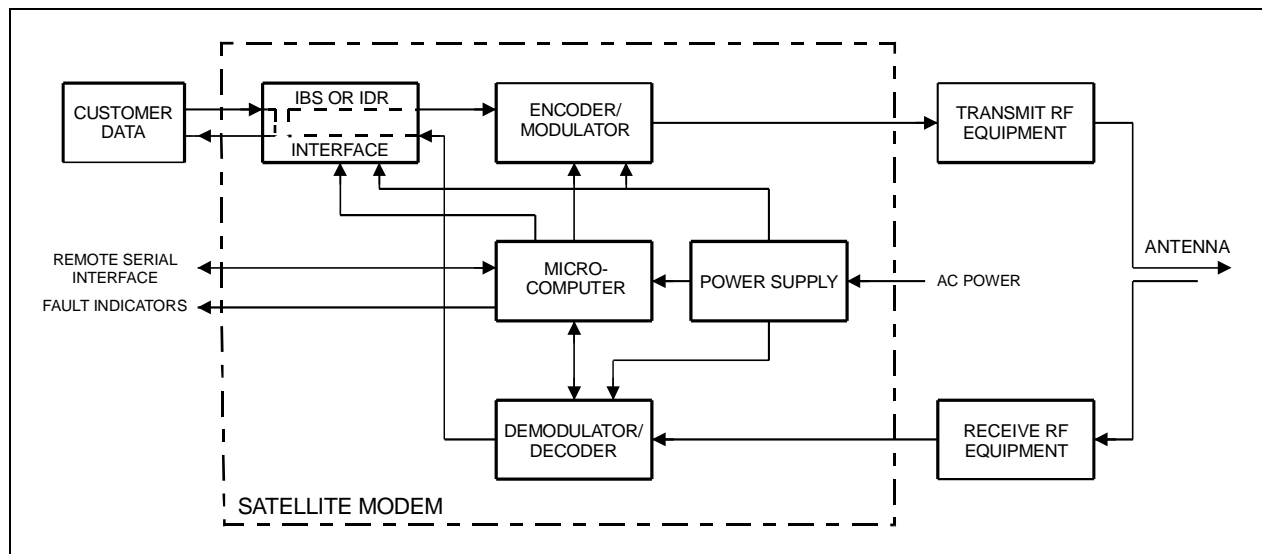 CUSTOMER
DATA
IBS OR IDR
INTERFACE
ENCODER/
MODULATOR
TRANSMIT RF
EQUIPMENT
REMOTE SERIAL
INTERFACE
FAULT INDICATORS
MICRO-
COMPUTER
POWER SUPPLY
AC POWER
ANTENNA
DEMODULATOR/
DECODER
RECEIVE RF
EQUIPMENT
SATELLITE MODEM